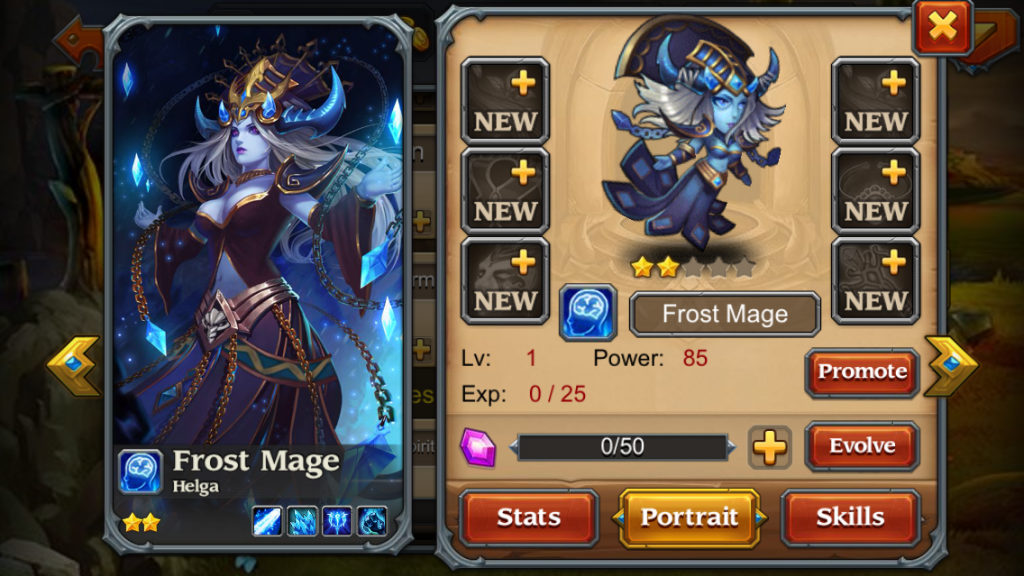 NEW
NEW
NEW
NEW
NEW
NEW
Frost Mage
Lv: 1 Power: 85
Exp: 0 / 25
Promote
0/50
Evolve
Frost Mage
Helga
Stats
Portrait
Skills